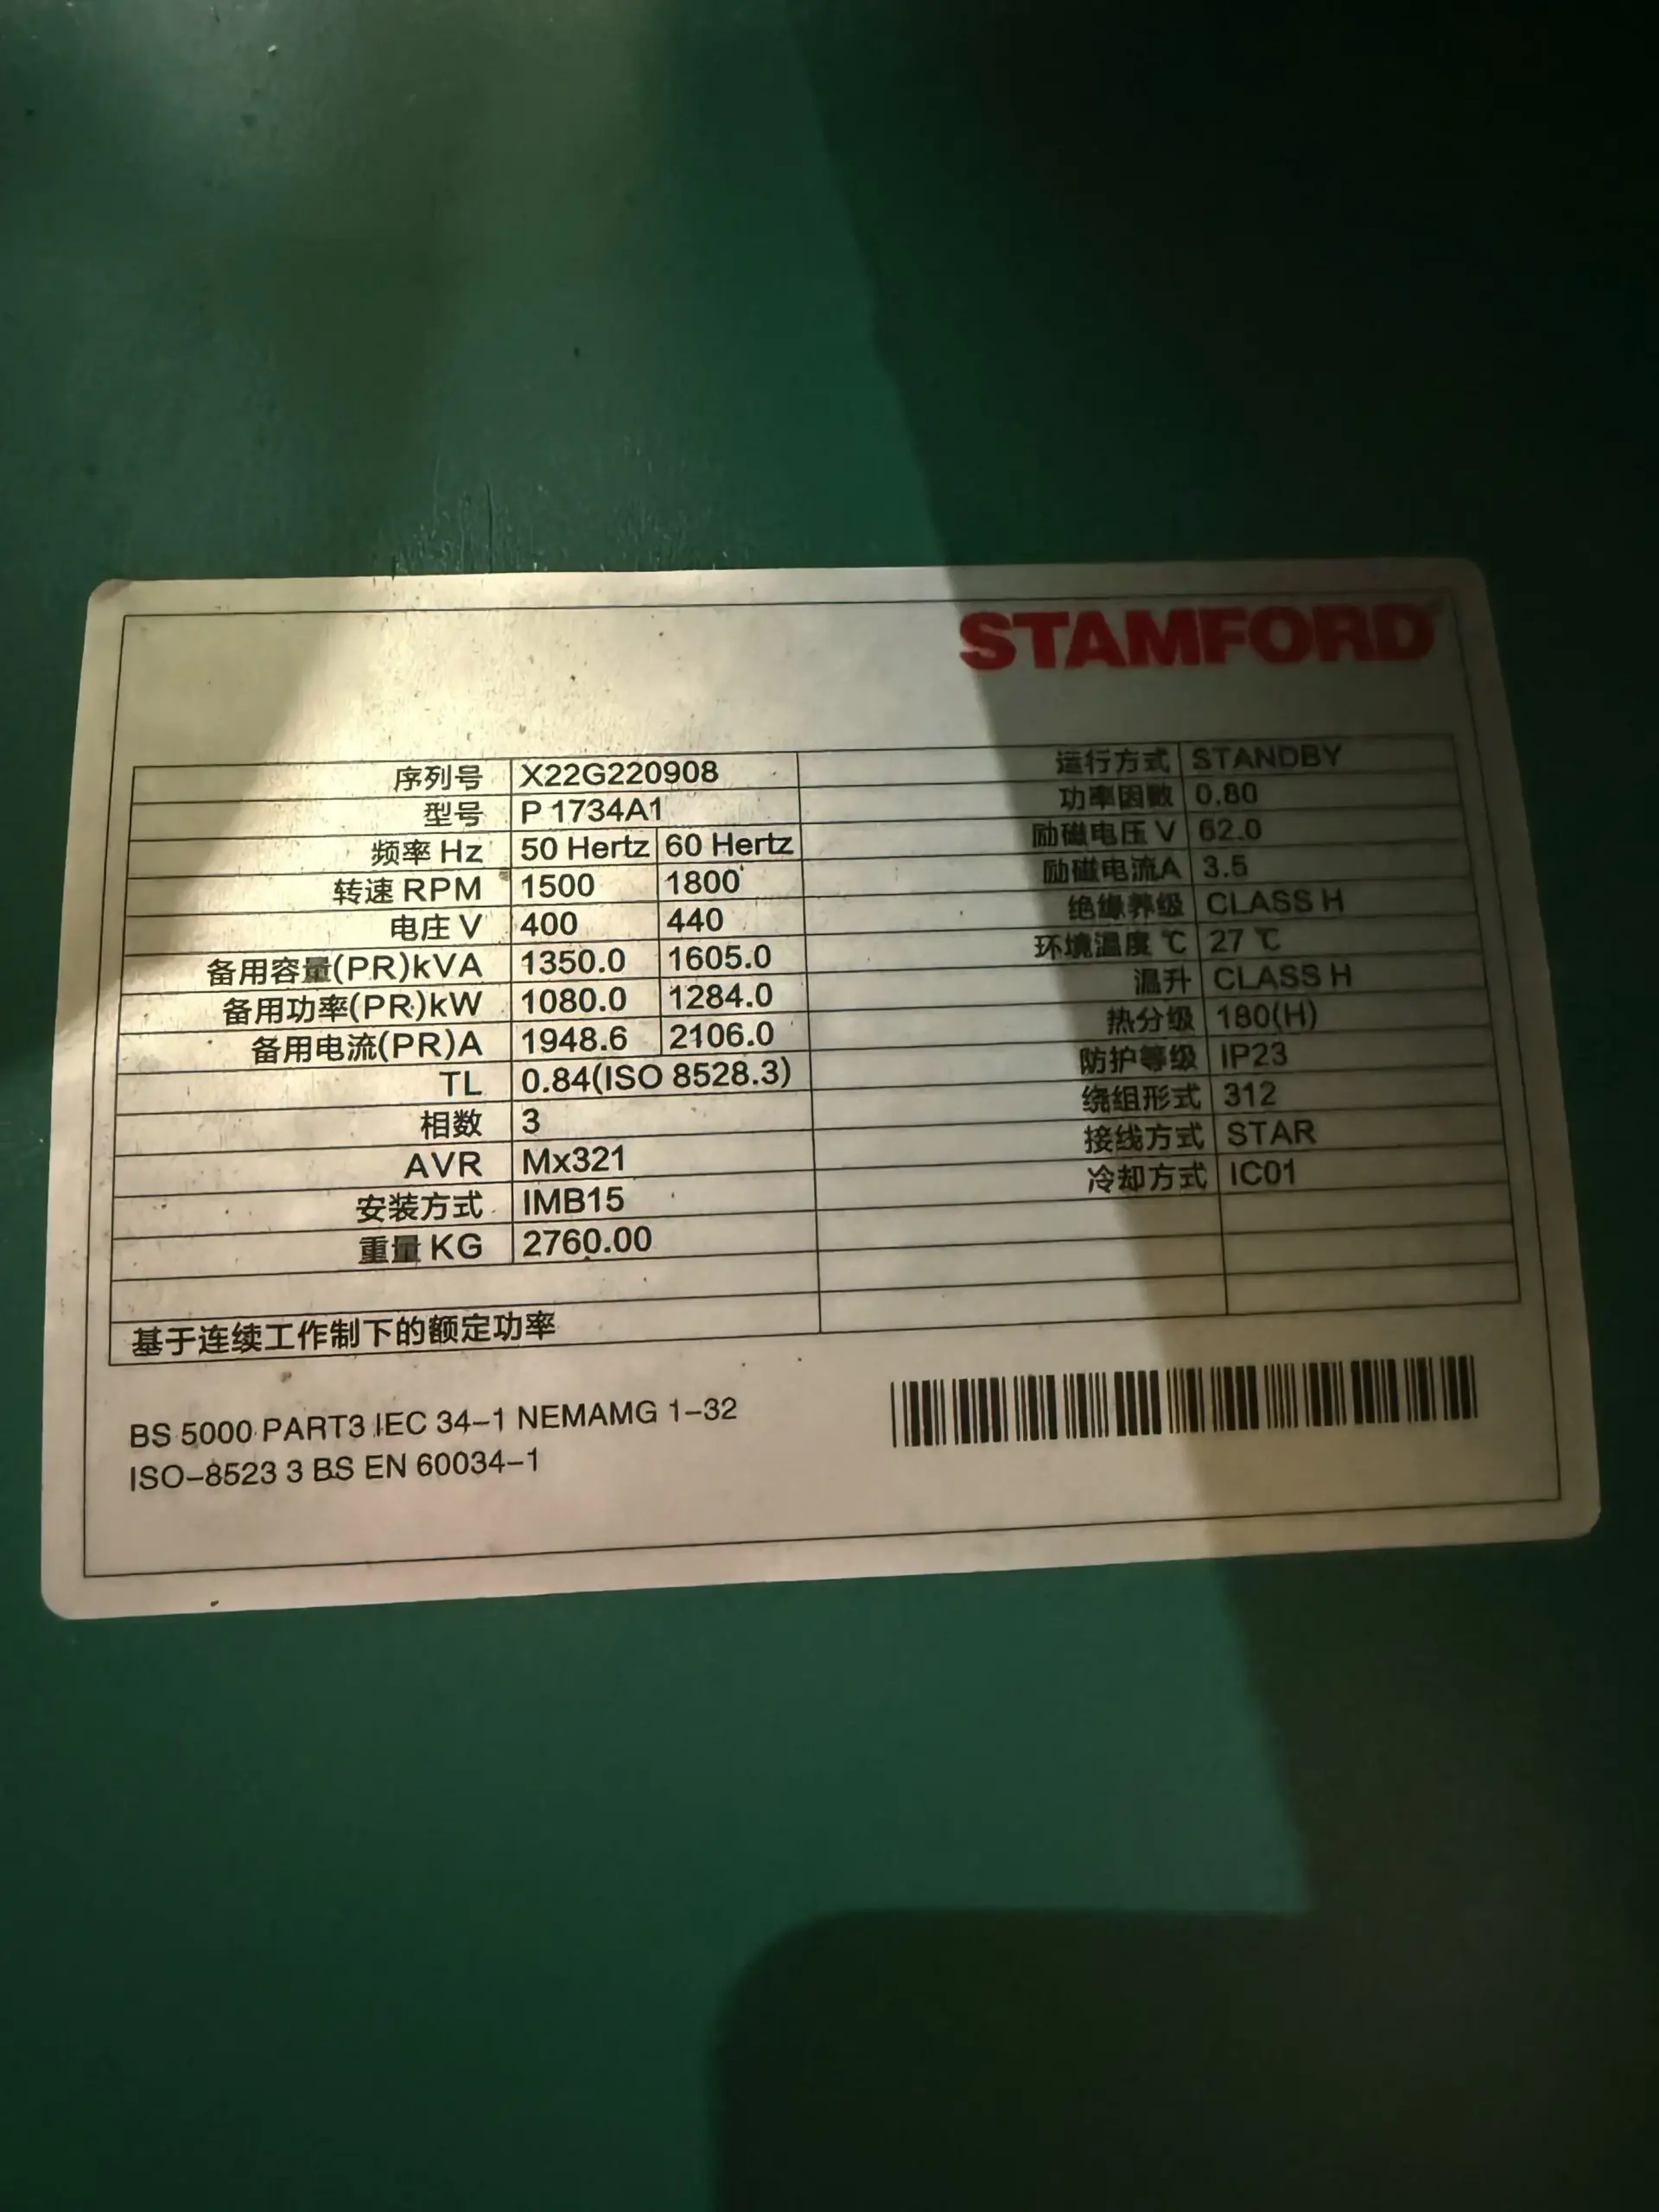 STAMFORD
序列号 X22G220908
型号 P 1734A1
频率 Hz 50 Hertz 60 Hertz
转速 RPM 1500 1800
电庄 V 400 440
备用容量(PR)kVA 1350.0 1605.0
备用功率(PR)kW 1080.0 1284.0
备用电流(PR)A 1948.6 2106.0
TL 0.84(ISO 8528.3)
相数 3
AVR Mx321
安装方式 IMB15
重量 KG 2760.00
基于连续工作制下的额定功率
运行方式 STANDBY
功率因数 0.80
励磁电压 V 62.0
励磁电流A 3.5
绝缘养级 CLASS H
环境温度 ℃ 27 ℃
温升 CLASS H
热分级 180(H)
防护等级 IP23
绕组形式 312
接线方式 STAR
冷却方式 IC01
BS 5000 PART3 IEC 34-1 NEMAMG 1-32
ISO-8523 3 BS EN 60034-1